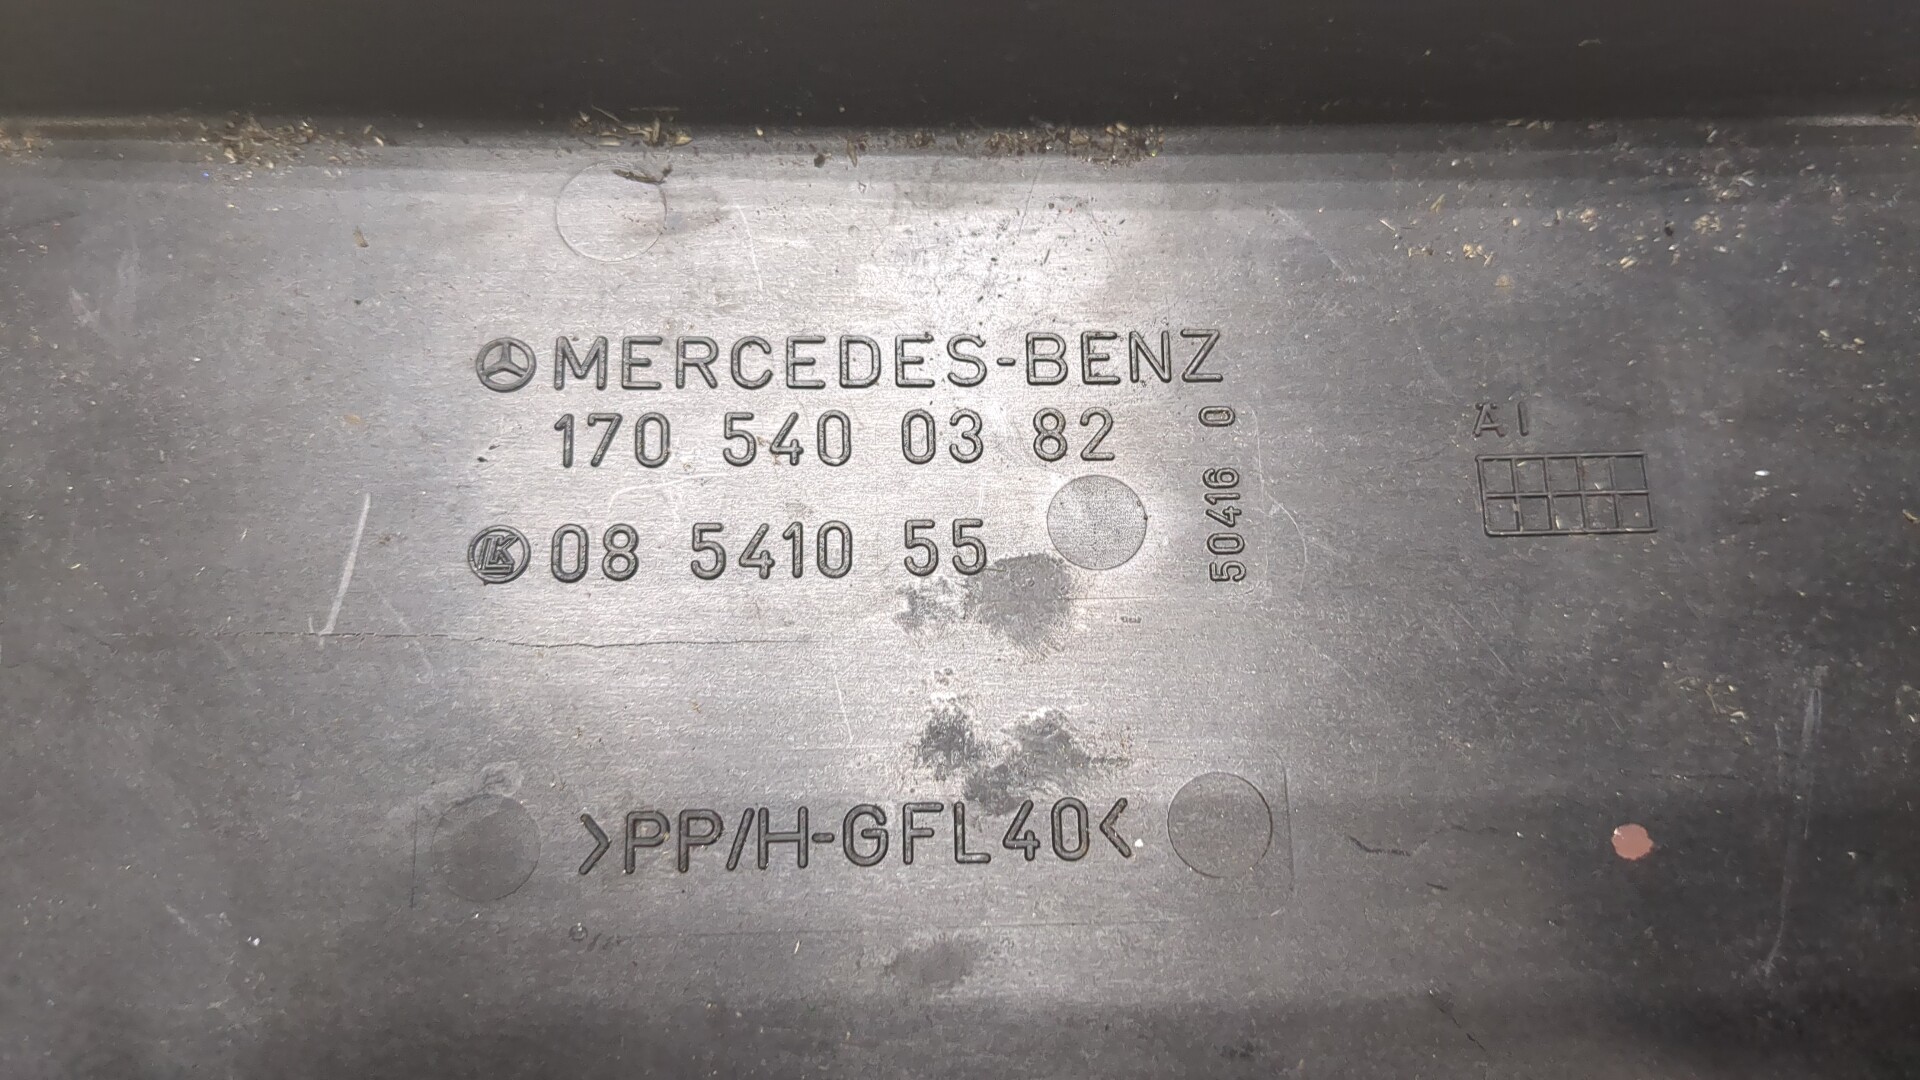 MERCEDES-BENZ
170 540 03 82
08 5410 55
50416 0
A1
>PP/H-GFL40<